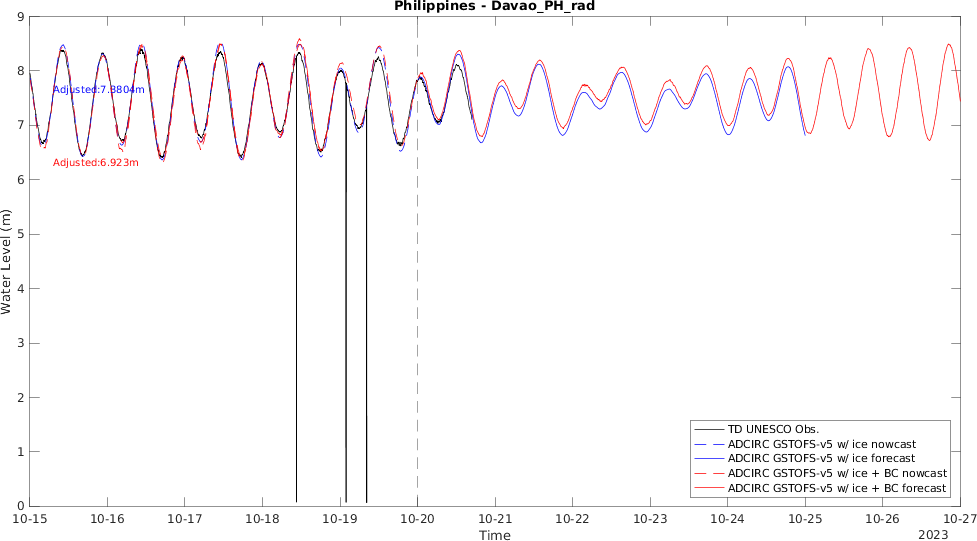 Philippines - Davao_PH_rad
Water Level (m)
9
8
7
6
5
4
3
2
1
0
Adjusted:7.3804m
Adjusted:6.923m
TD UNESCO Obs.
ADCIRC GSTOFS-v5 w/ ice nowcast
ADCIRC GSTOFS-v5 w/ ice forecast
ADCIRC GSTOFS-v5 w/ ice + BC nowcast
ADCIRC GSTOFS-v5 w/ ice + BC forecast
10-15 10-16 10-17 10-18 10-19 10-20 10-21 10-22 10-23 10-24 10-25 10-26 10-27
Time
2023